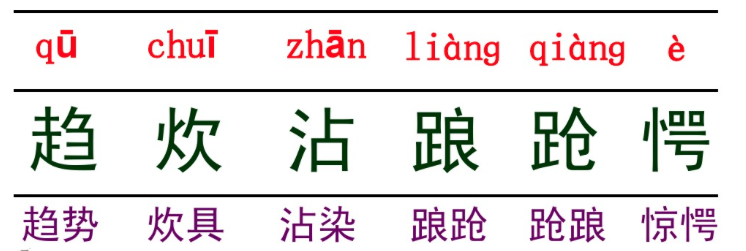 qū chuī zhān liàng qiàng è
趋 炊 沾 踉 跄 愕
趋势 炊具 沾染 踉跄 跄踉 惊愕